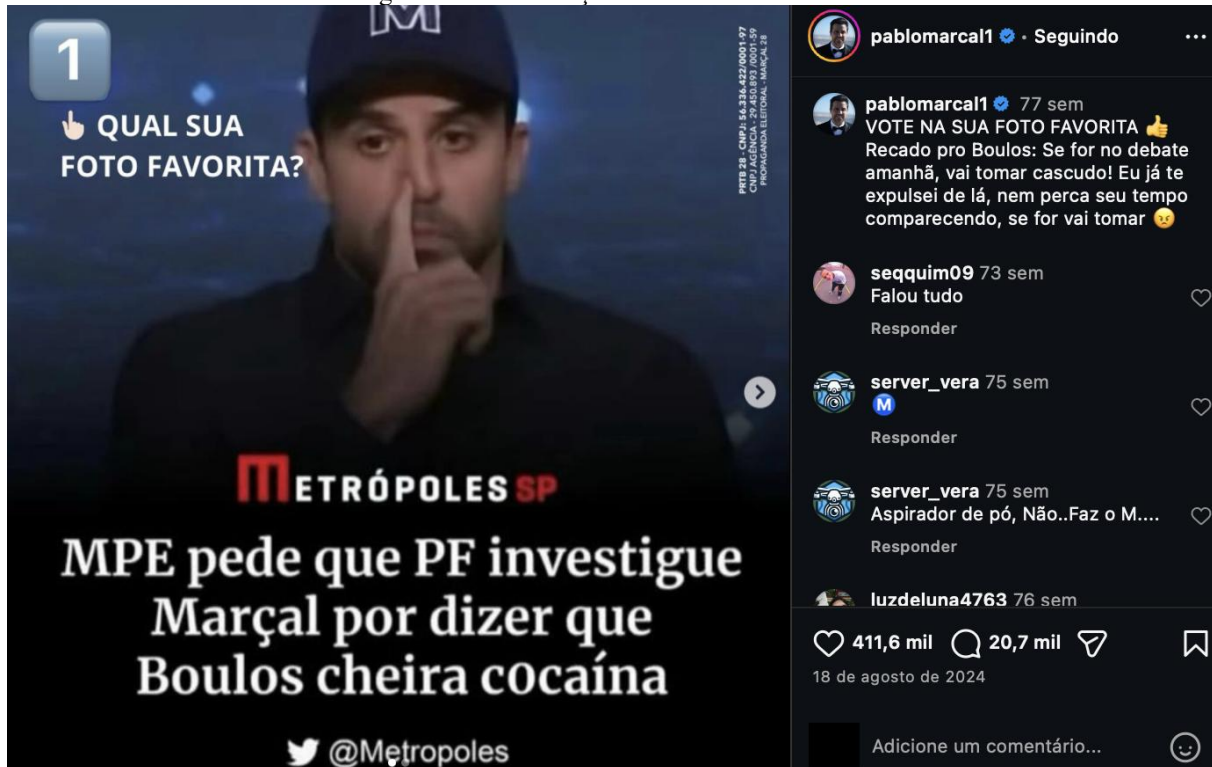 M
1
QUAL SUA
FOTO FAVORITA?
PRTB 28 - CNPJ: 56.336.422/0001-97
CNPJ AGÊNCIA - 29.450.893 /0001-59
PROPAGANDA ELEITORAL - MARÇAL 28
METRÓPOLES SP
MPE pede que PF investigue
Marçal por dizer que
Boulos cheira c0caína
@Metropoles
pablomarcal1 • Seguindo
pablomarcal1 77 sem
VOTE NA SUA FOTO FAVORITA 👍
Recado pro Boulos: Se for no debate
amanhã, vai tomar cascudo! Eu já te
expulsei de lá, nem perca seu tempo
comparecendo, se for vai tomar 😠
seqquim09 73 sem
Falou tudo
Responder
server_vera 75 sem
Ⓜ️
Responder
server_vera 75 sem
Aspirador de pó, Não..Faz o M....
Responder
luzdeluna4763 76 sem
411,6 mil 20,7 mil
18 de agosto de 2024
Adicione um comentário...